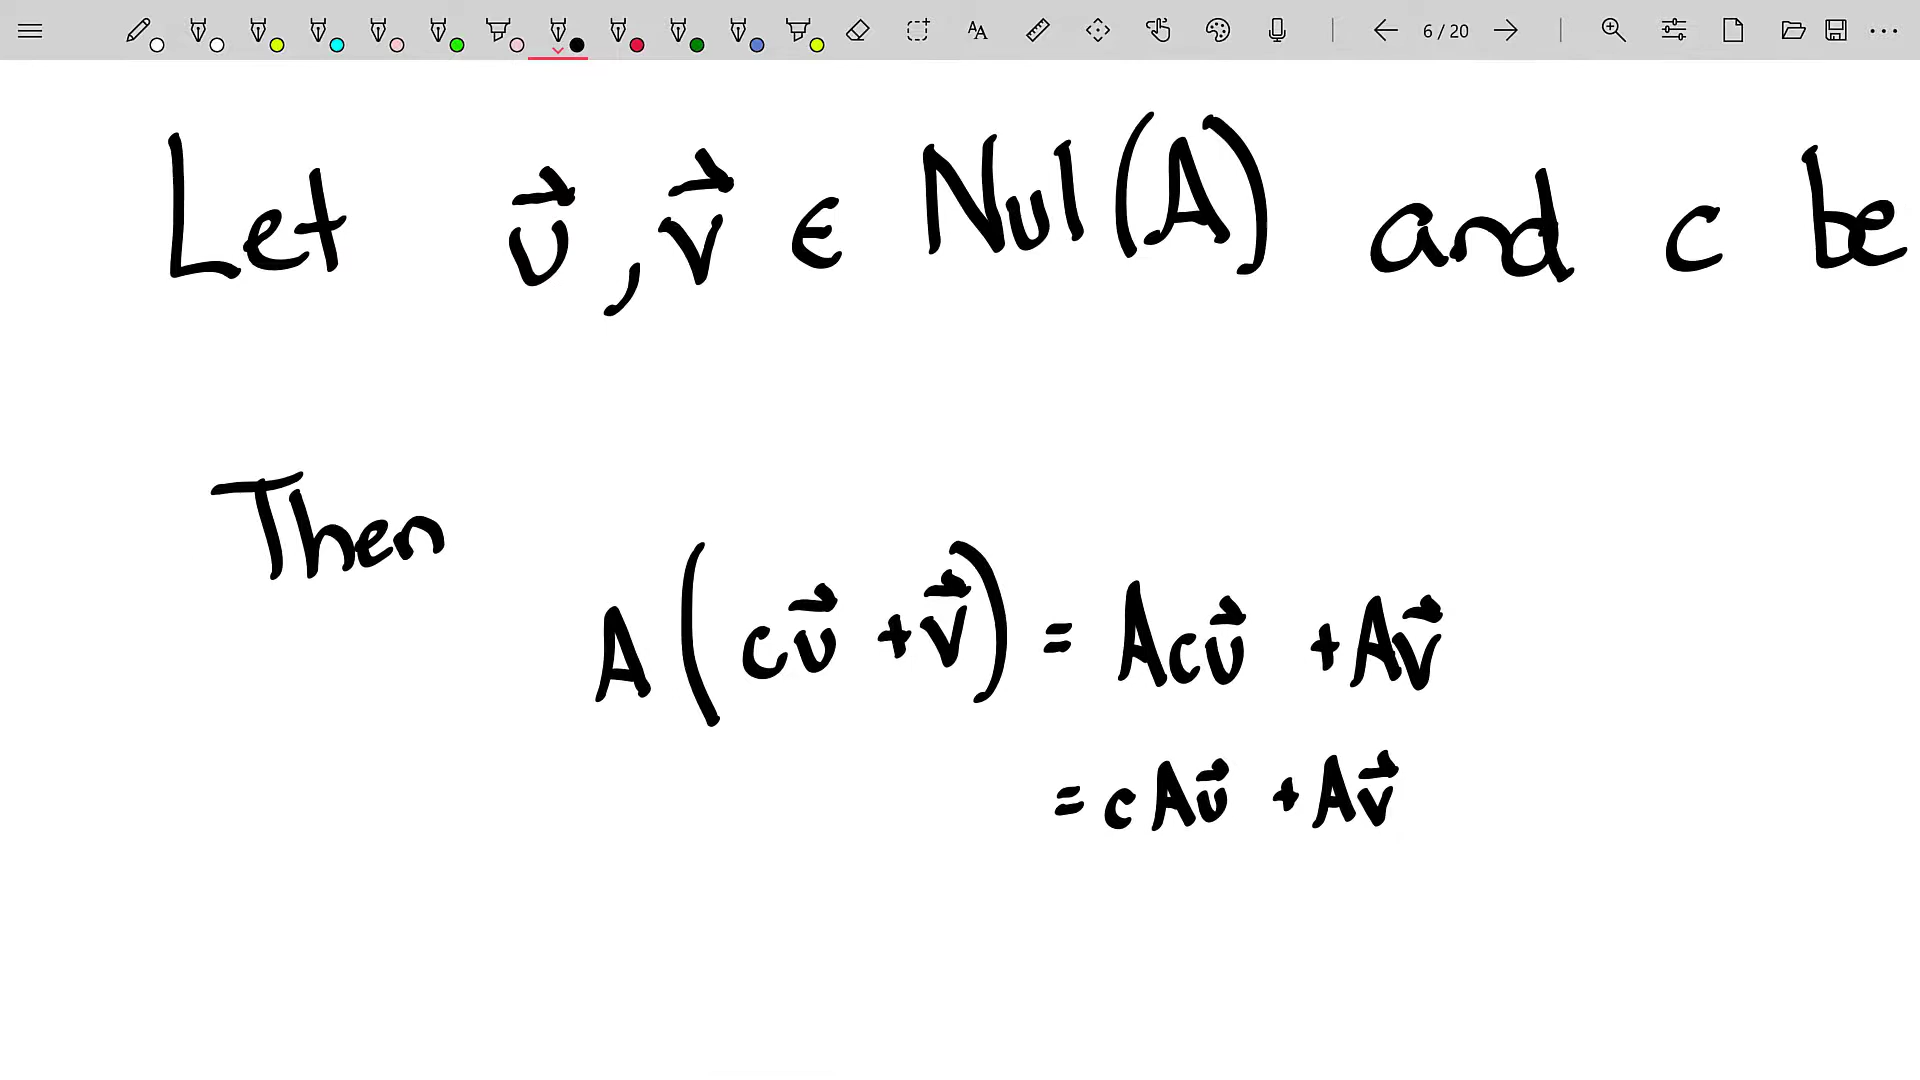 6 / 20
Let u⃗, v⃗ ∈ Nul(A) and c be
Then
A(cu⃗ + v⃗) = Acu⃗ + Av⃗
= cAu⃗ + Av⃗